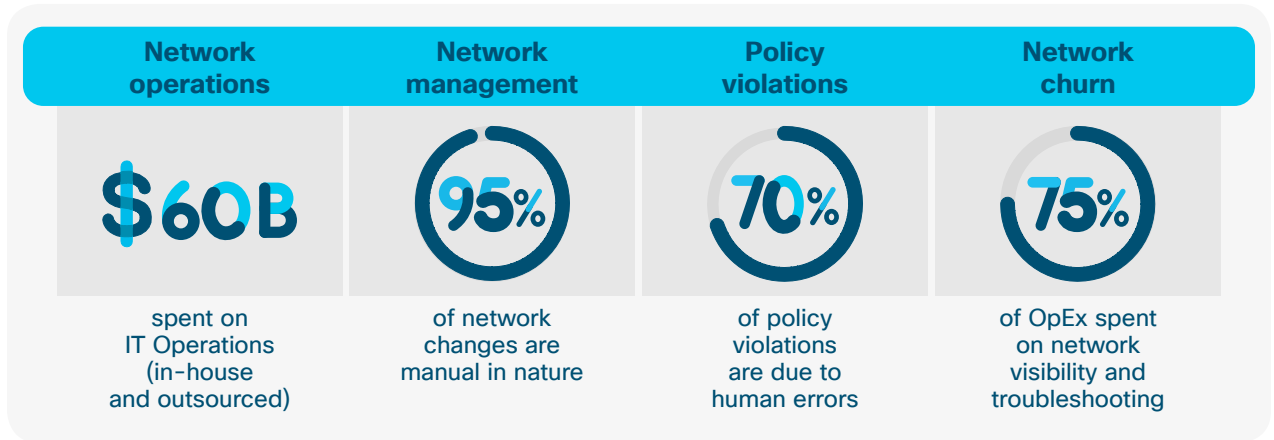 Network
operations
$60B
spent on
IT Operations
(in-house
and outsourced)
Network
management
95%
of network
changes are
manual in nature
Policy
violations
70%
of policy
violations
are due to
human errors
Network
churn
75%
of OpEx spent
on network
visibility and
troubleshooting